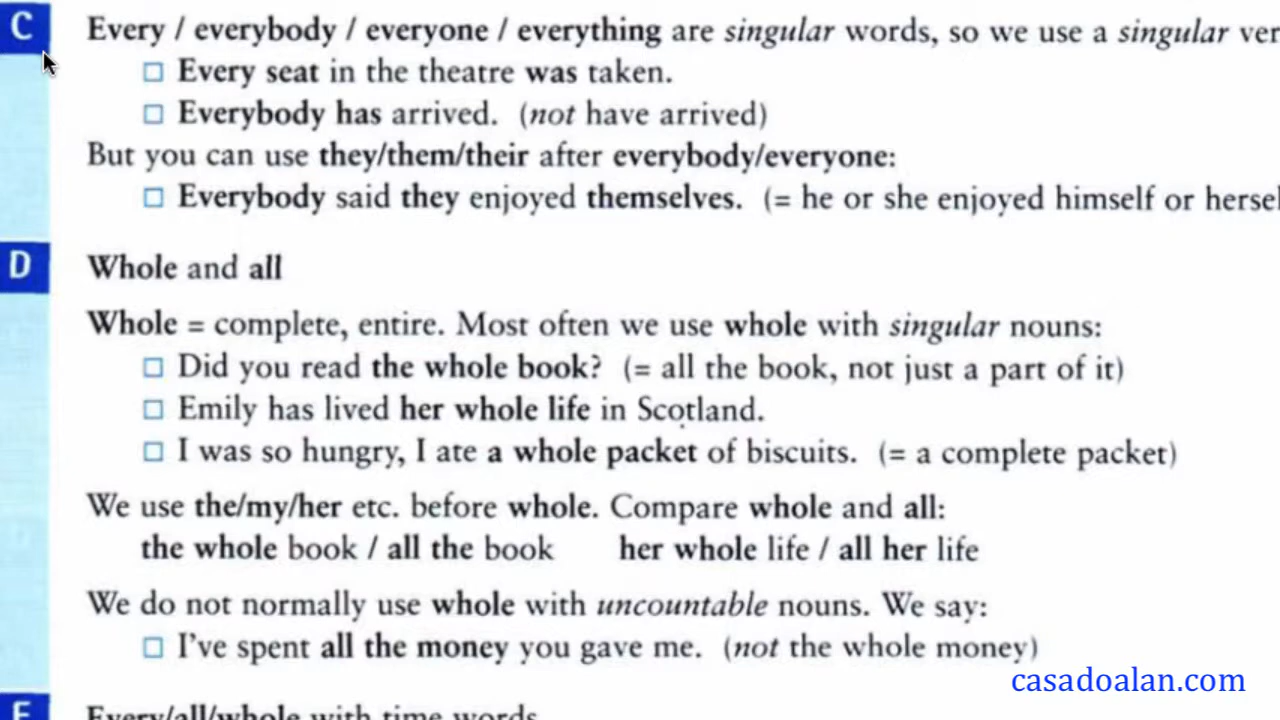 C
Every / everybody / everyone / everything are singular words, so we use a singular
Every seat in the theatre was taken.
Everybody has arrived. (not have arrived)
But you can use they/them/their after everybody/everyone:
Everybody said they enjoyed themselves. (= he or she enjoyed himself or
D
Whole and all
Whole = complete, entire. Most often we use whole with singular nouns:
Did you read the whole book? (= all the book, not just a part of it)
Emily has lived her whole life in Scotland.
I was so hungry, I ate a whole packet of biscuits. (= a complete packet)
We use the/my/her etc. before whole. Compare whole and all:
the whole book / all the book her whole life / all her life
We do not normally use whole with uncountable nouns. We say:
I've spent all the money you gave me. (not the whole money)
casadoalan.com
Every/all/whole with time words